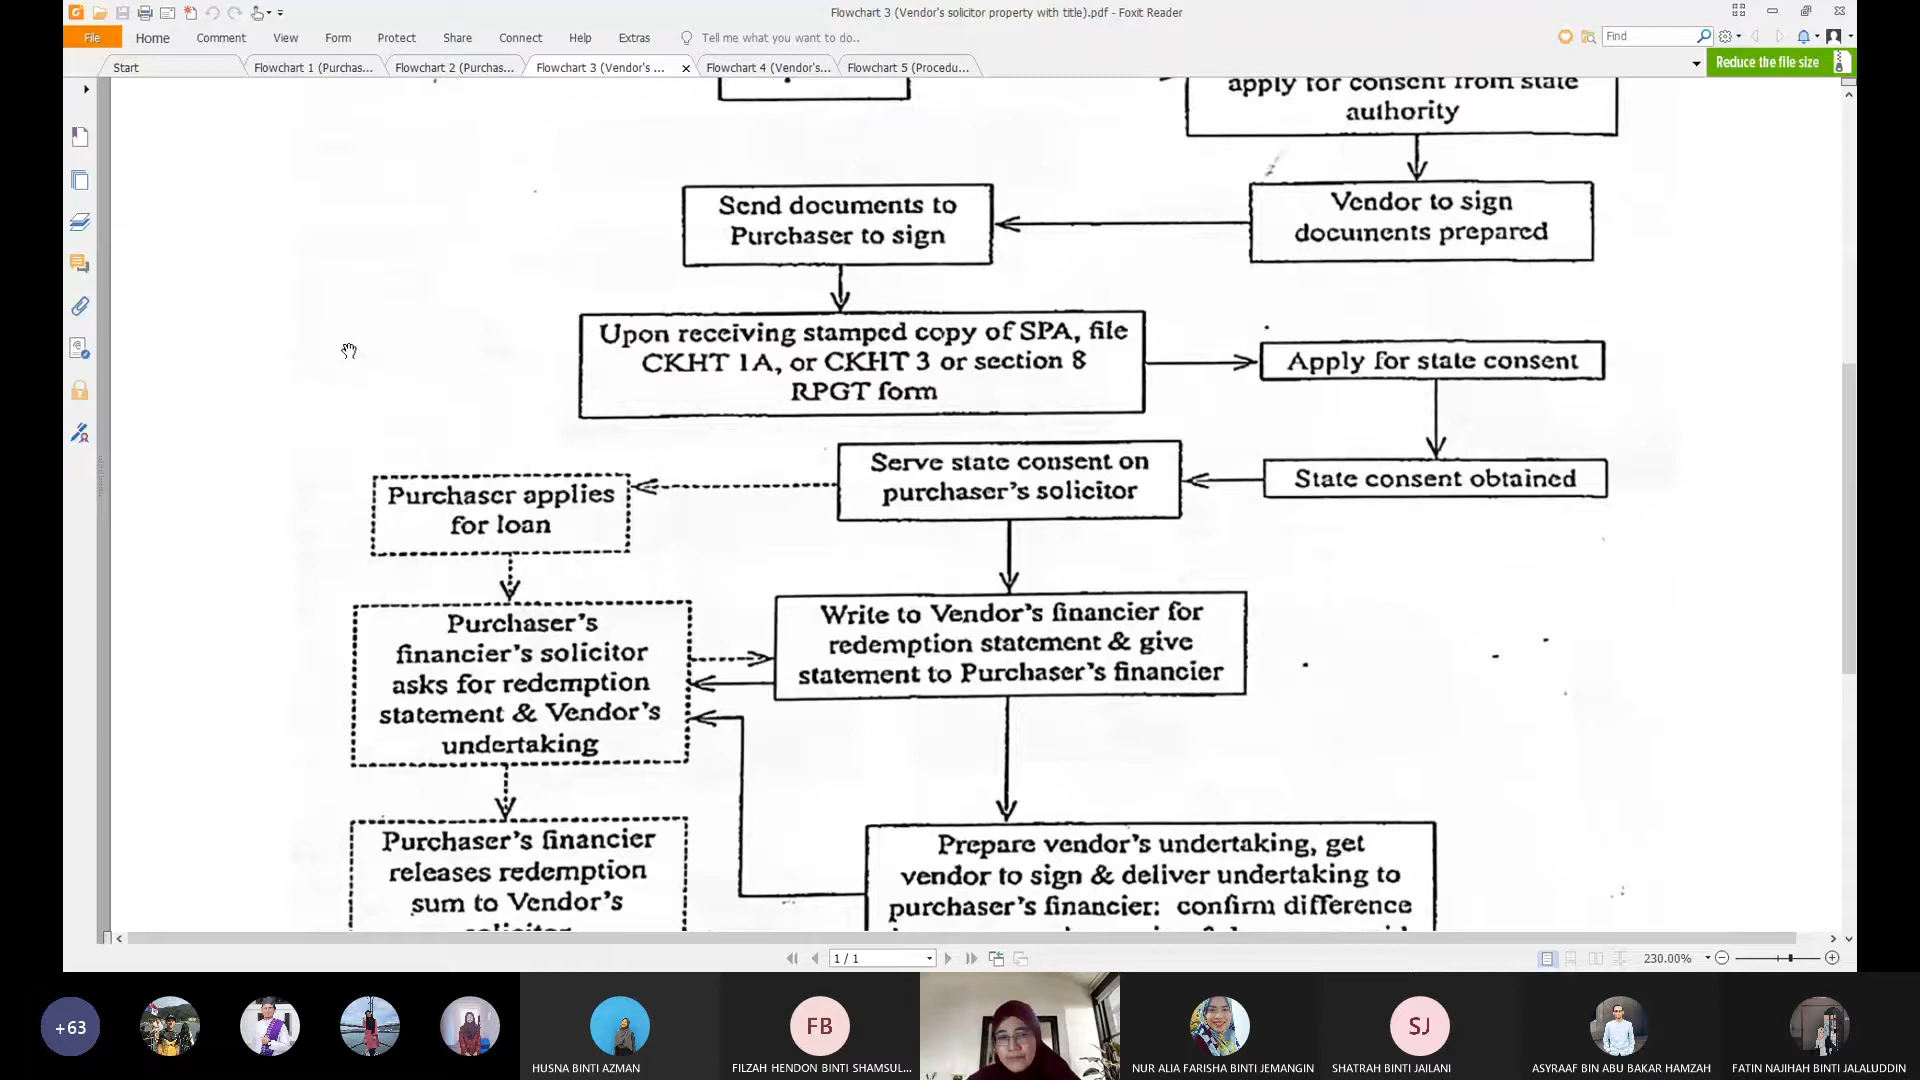 Flowchart 3 (Vendor's solicitor property with title).pdf - Foxit Reader
File
Home
Comment
View
Form
Protect
Share
Connect
Help
Extras
Tell me what you want to do..
Find
Start
Flowchart 1 (Purchas...
Flowchart 2 (Purchas...
Flowchart 3 (Vendor's ...
Flowchart 4 (Vendor's...
Flowchart 5 (Procedu...
Reduce the file size
apply for consent from state
authority
Send documents to
Purchaser to sign
Vendor to sign
documents prepared
Upon receiving stamped copy of SPA, file
CKHT 1A, or CKHT 3 or section 8
RPGT form
Apply for state consent
Serve state consent on
purchaser's solicitor
State consent obtained
Purchaser applies
for loan
Purchaser's
financier's solicitor
asks for redemption
statement & Vendor's
undertaking
Write to Vendor's financier for
redemption statement & give
statement to Purchaser's financier
Purchaser's financier
releases redemption
sum to Vendor's
solicitor
Prepare vendor's undertaking, get
vendor to sign & deliver undertaking to
purchaser's financier: confirm difference
1 / 1
230.00%
+63
HUSNA BINTI AZMAN
FB
FILZAH HENDON BINTI SHAMSUL...
NUR ALIA FARISHA BINTI JEMANGIN
SJ
SHATRAH BINTI JAILANI
ASYRAAF BIN ABU BAKAR HAMZAH
FATIN NAJIHAH BINTI JALALUDDIN